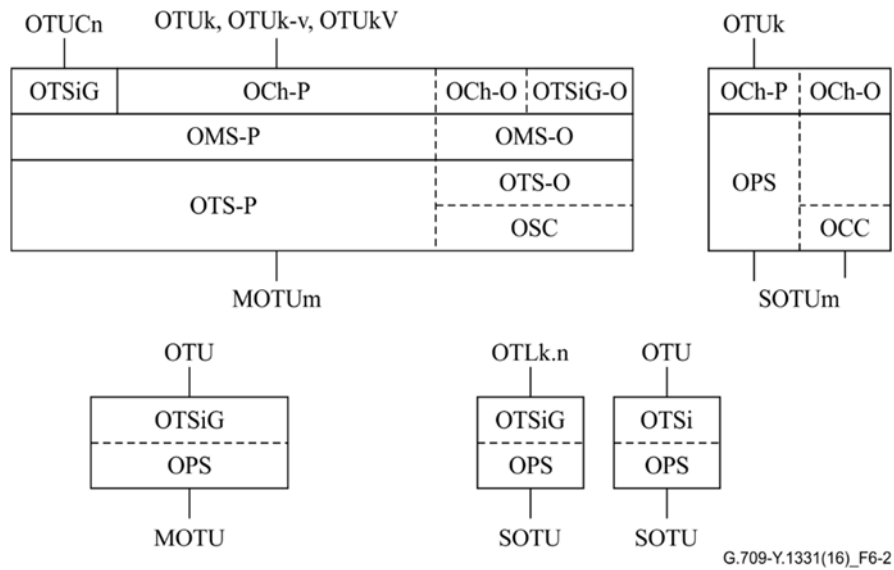 OTUCn OTUk, OTUk-v, OTUkV OTUk
OTSiG OCh-P OCh-O OTSiG-O OCh-P OCh-O
OMS-P OMS-O
OTS-P OTS-O OPS
OSC OCC
MOTUm SOTUm
OTU OTLk.n OTU
OTSiG OTSiG OTSi
OPS OPS OPS
MOTU SOTU SOTU
G.709-Y.1331(16)_F6-2